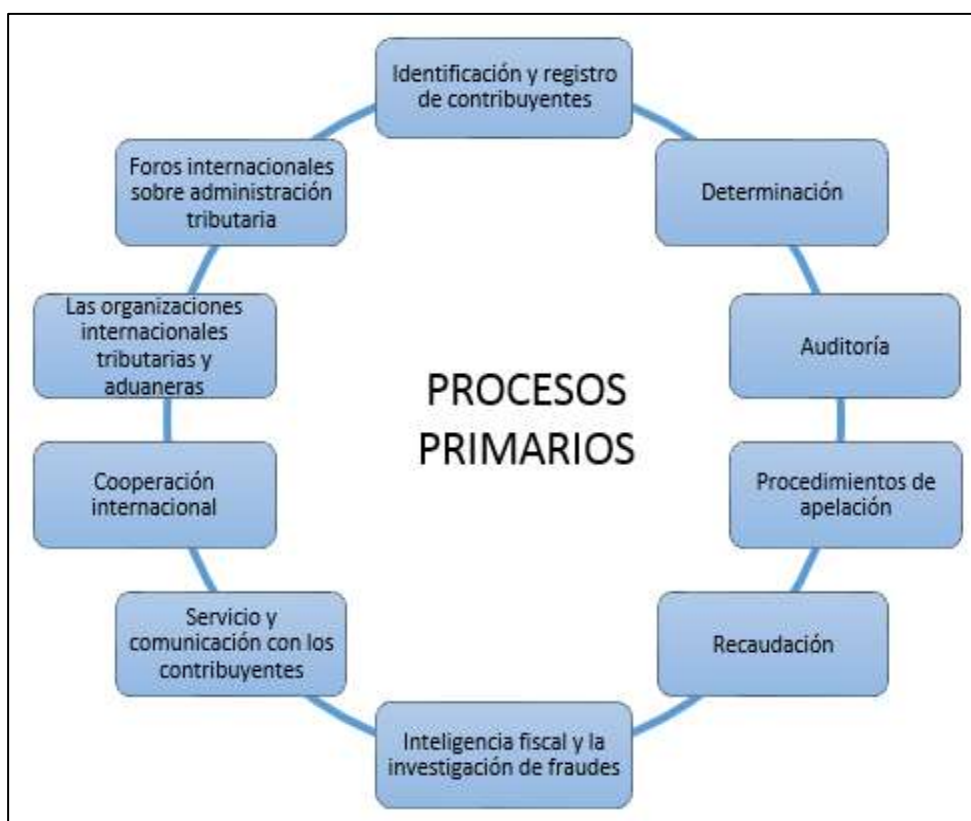 Identificación y registro
de contribuyentes
Determinación
Auditoría
Procedimientos de
apelación
Recaudación
Inteligencia fiscal y la
investigación de fraudes
Servicio y
comunicación con los
contribuyentes
Cooperación
internacional
Las organizaciones
internacionales
tributarias y
aduaneras
Foros internacionales
sobre administración
tributaria
PROCESOS
PRIMARIOS